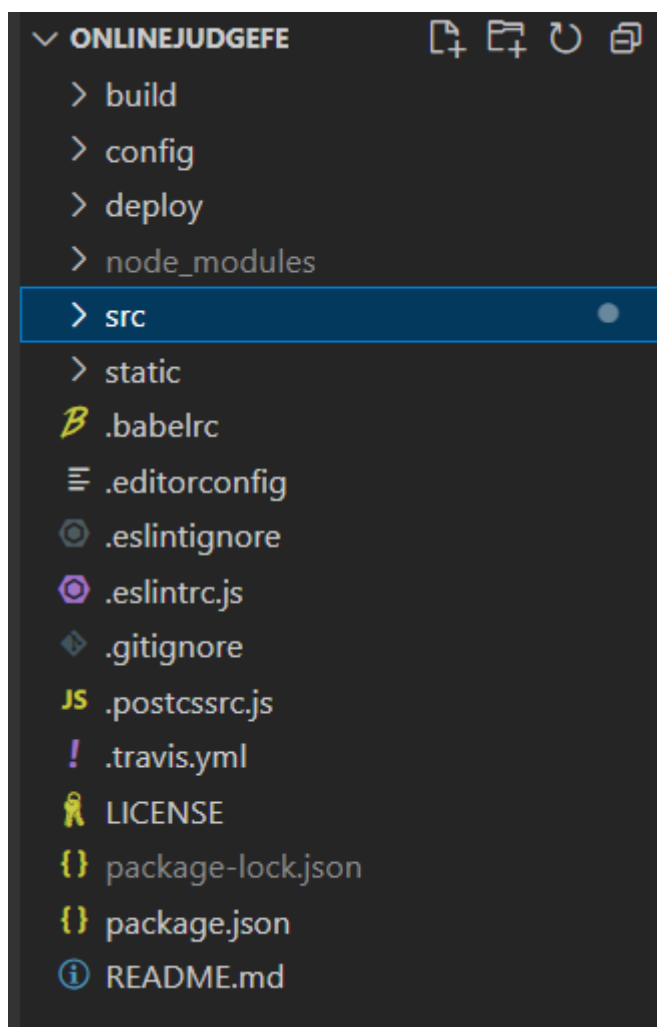 ONLINEJUDGEFE
build
config
deploy
node_modules
src
static
.babelrc
.editorconfig
.eslintignore
.eslintrc.js
.gitignore
JS .postcssrc.js
! .travis.yml
LICENSE
{} package-lock.json
{} package.json
README.md